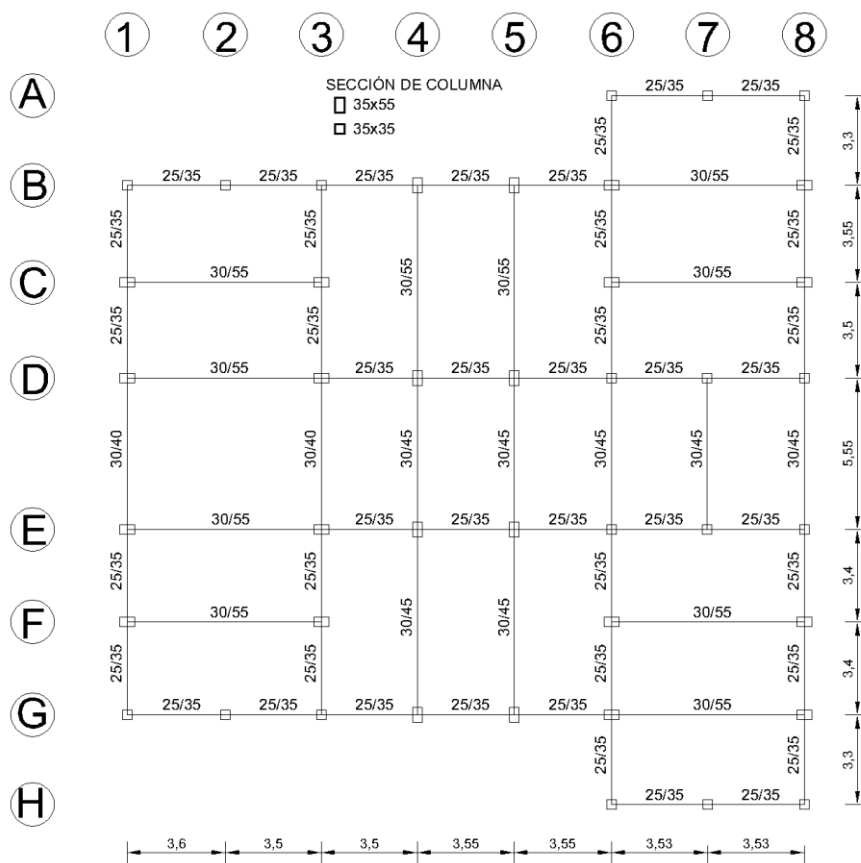 1 2 3 4 5 6 7 8
SECCIÓN DE COLUMNA
35x55
35x35
A
25/35 25/35
25/35 25/35 3,3
B
25/35 25/35 25/35 25/35 25/35 30/55
25/35 25/35 30/55 30/55 25/35 25/35 3,55
C
30/55 30/55
25/35 25/35 25/35 25/35 3,5
D
30/55 25/35 25/35 25/35 25/35 25/35
30/40 30/40 30/45 30/45 30/45 30/45 30/45 5,55
E
30/55 25/35 25/35 25/35 25/35 25/35
25/35 25/35 25/35 25/35 3,4
F
30/55 30/45 30/45 30/55
25/35 25/35 25/35 25/35 3,4
G
25/35 25/35 25/35 25/35 25/35 30/55
25/35 25/35 3,3
H
25/35 25/35
3,6 3,5 3,5 3,55 3,55 3,53 3,53